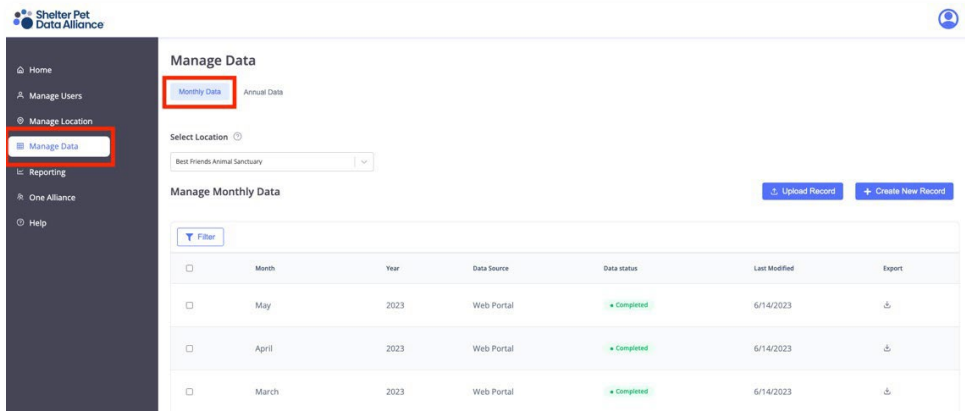 Shelter Pet
Data Alliance
Home
Manage Users
Manage Location
Manage Data
Reporting
One Alliance
Help
Manage Data
Monthly Data Annual Data
Select Location
Best Friends Animal Sanctuary
Manage Monthly Data
Upload Record + Create New Record
Filter
Month Year Data Source Data status Last Modified Export
May 2023 Web Portal Completed 6/14/2023
April 2023 Web Portal Completed 6/14/2023
March 2023 Web Portal Completed 6/14/2023